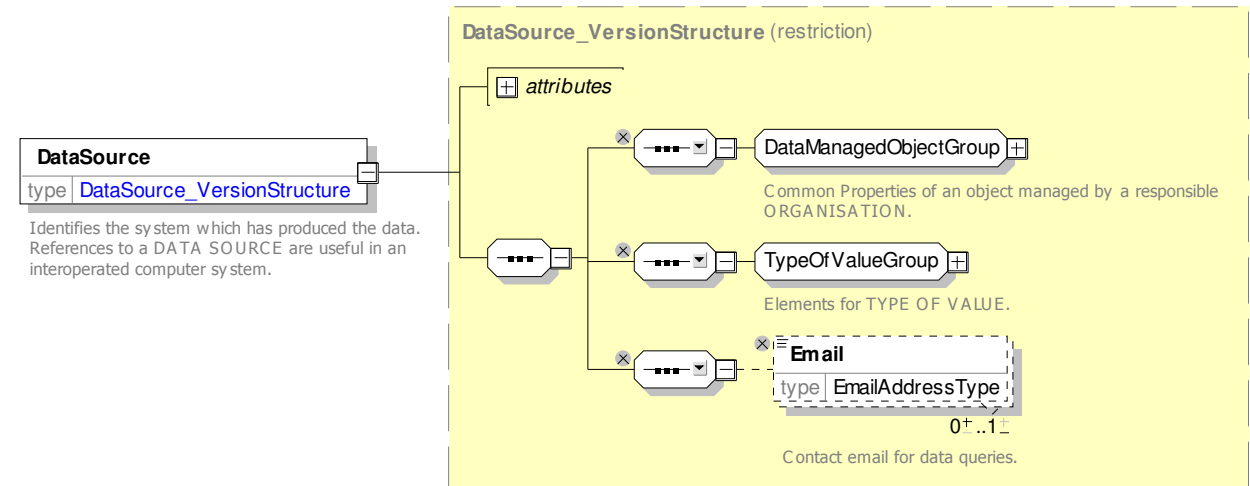 DataSource_VersionStructure (restriction)
attributes
DataSource
type DataSource_VersionStructure
Identifies the system which has produced the data.
References to a DATA SOURCE are useful in an
interoperated computer system.
DataManagedObjectGroup
Common Properties of an object managed by a responsible
ORGANISATION.
TypeOfValueGroup
Elements for TYPE OF VALUE.
Email
type EmailAddressType
0±..1±
Contact email for data queries.